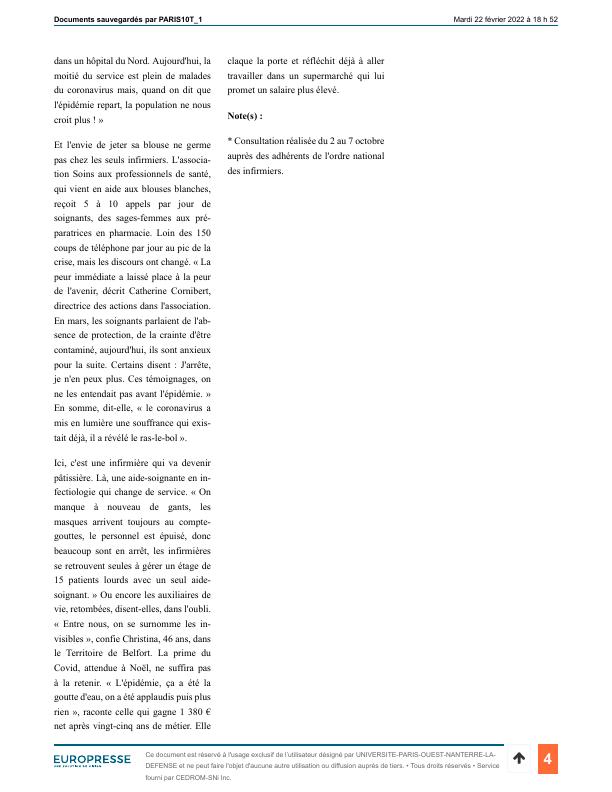 Documents sauvegardés par PARIS10T_1
Mardi 22 février 2022 à 18 h 52
dans un hôpital du Nord. Aujourd'hui, la
moitié du service est plein de malades
du coronavirus mais, quand on dit que
l'épidémie repart, la population ne nous
croit plus ! »
Et l'envie de jeter sa blouse ne germe
pas chez les seuls infirmiers. L'associa-
tion Soins aux professionnels de santé,
qui vient en aide aux blouses blanches,
reçoit 5 à 10 appels par jour de
soignants, des sages-femmes aux pré-
paratrices en pharmacie. Loin des 150
coups de téléphone par jour au pic de la
crise, mais les discours ont changé. « La
peur immédiate a laissé place à la peur
de l'avenir, décrit Catherine Cornibert,
directrice des actions dans l'association.
En mars, les soignants parlaient de l'ab-
sence de protection, de la crainte d'être
contaminé, aujourd'hui, ils sont anxieux
pour la suite. Certains disent : J'arrête,
je n'en peux plus. Ces témoignages, on
ne les entendait pas avant l'épidémie. »
En somme, dit-elle, « le coronavirus a
mis en lumière une souffrance qui exis-
tait déjà, il a révélé le ras-le-bol ».
Ici, c'est une infirmière qui va devenir
pâtissière. Là, une aide-soignante en in-
fectiologie qui change de service. « On
manque à nouveau de gants, les
masques arrivent toujours au compte-
gouttes, le personnel est épuisé, donc
beaucoup sont en arrêt, les infirmières
se retrouvent seules à gérer un étage de
15 patients lourds avec un seul aide-
soignant. » Ou encore les auxiliaires de
vie, retombées, disent-elles, dans l'oubli.
« Entre nous, on se surnomme les in-
visibles », confie Christina, 46 ans, dans
le Territoire de Belfort. La prime du
Covid, attendue à Noël, ne suffira pas
à la retenir. « L'épidémie, ça a été la
goutte d'eau, on a été applaudis puis plus
rien », raconte celle qui gagne 1 380 €
net après vingt-cinq ans de métier. Elle
claque la porte et réfléchit déjà à aller
travailler dans un supermarché qui lui
promet un salaire plus élevé.
Note(s) :
* Consultation réalisée du 2 au 7 octobre
auprès des adhérents de l'ordre national
des infirmiers.
EUROPRESSE
Ce document est réservé à l'usage exclusif de l'utilisateur désigné par UNIVERSITE-PARIS-OUEST-NANTERRE-LA-
DEFENSE et ne peut faire l'objet d'aucune autre utilisation ou diffusion auprès de tiers. • Tous droits réservés • Service
fourni par CEDROM-SNi Inc.
4